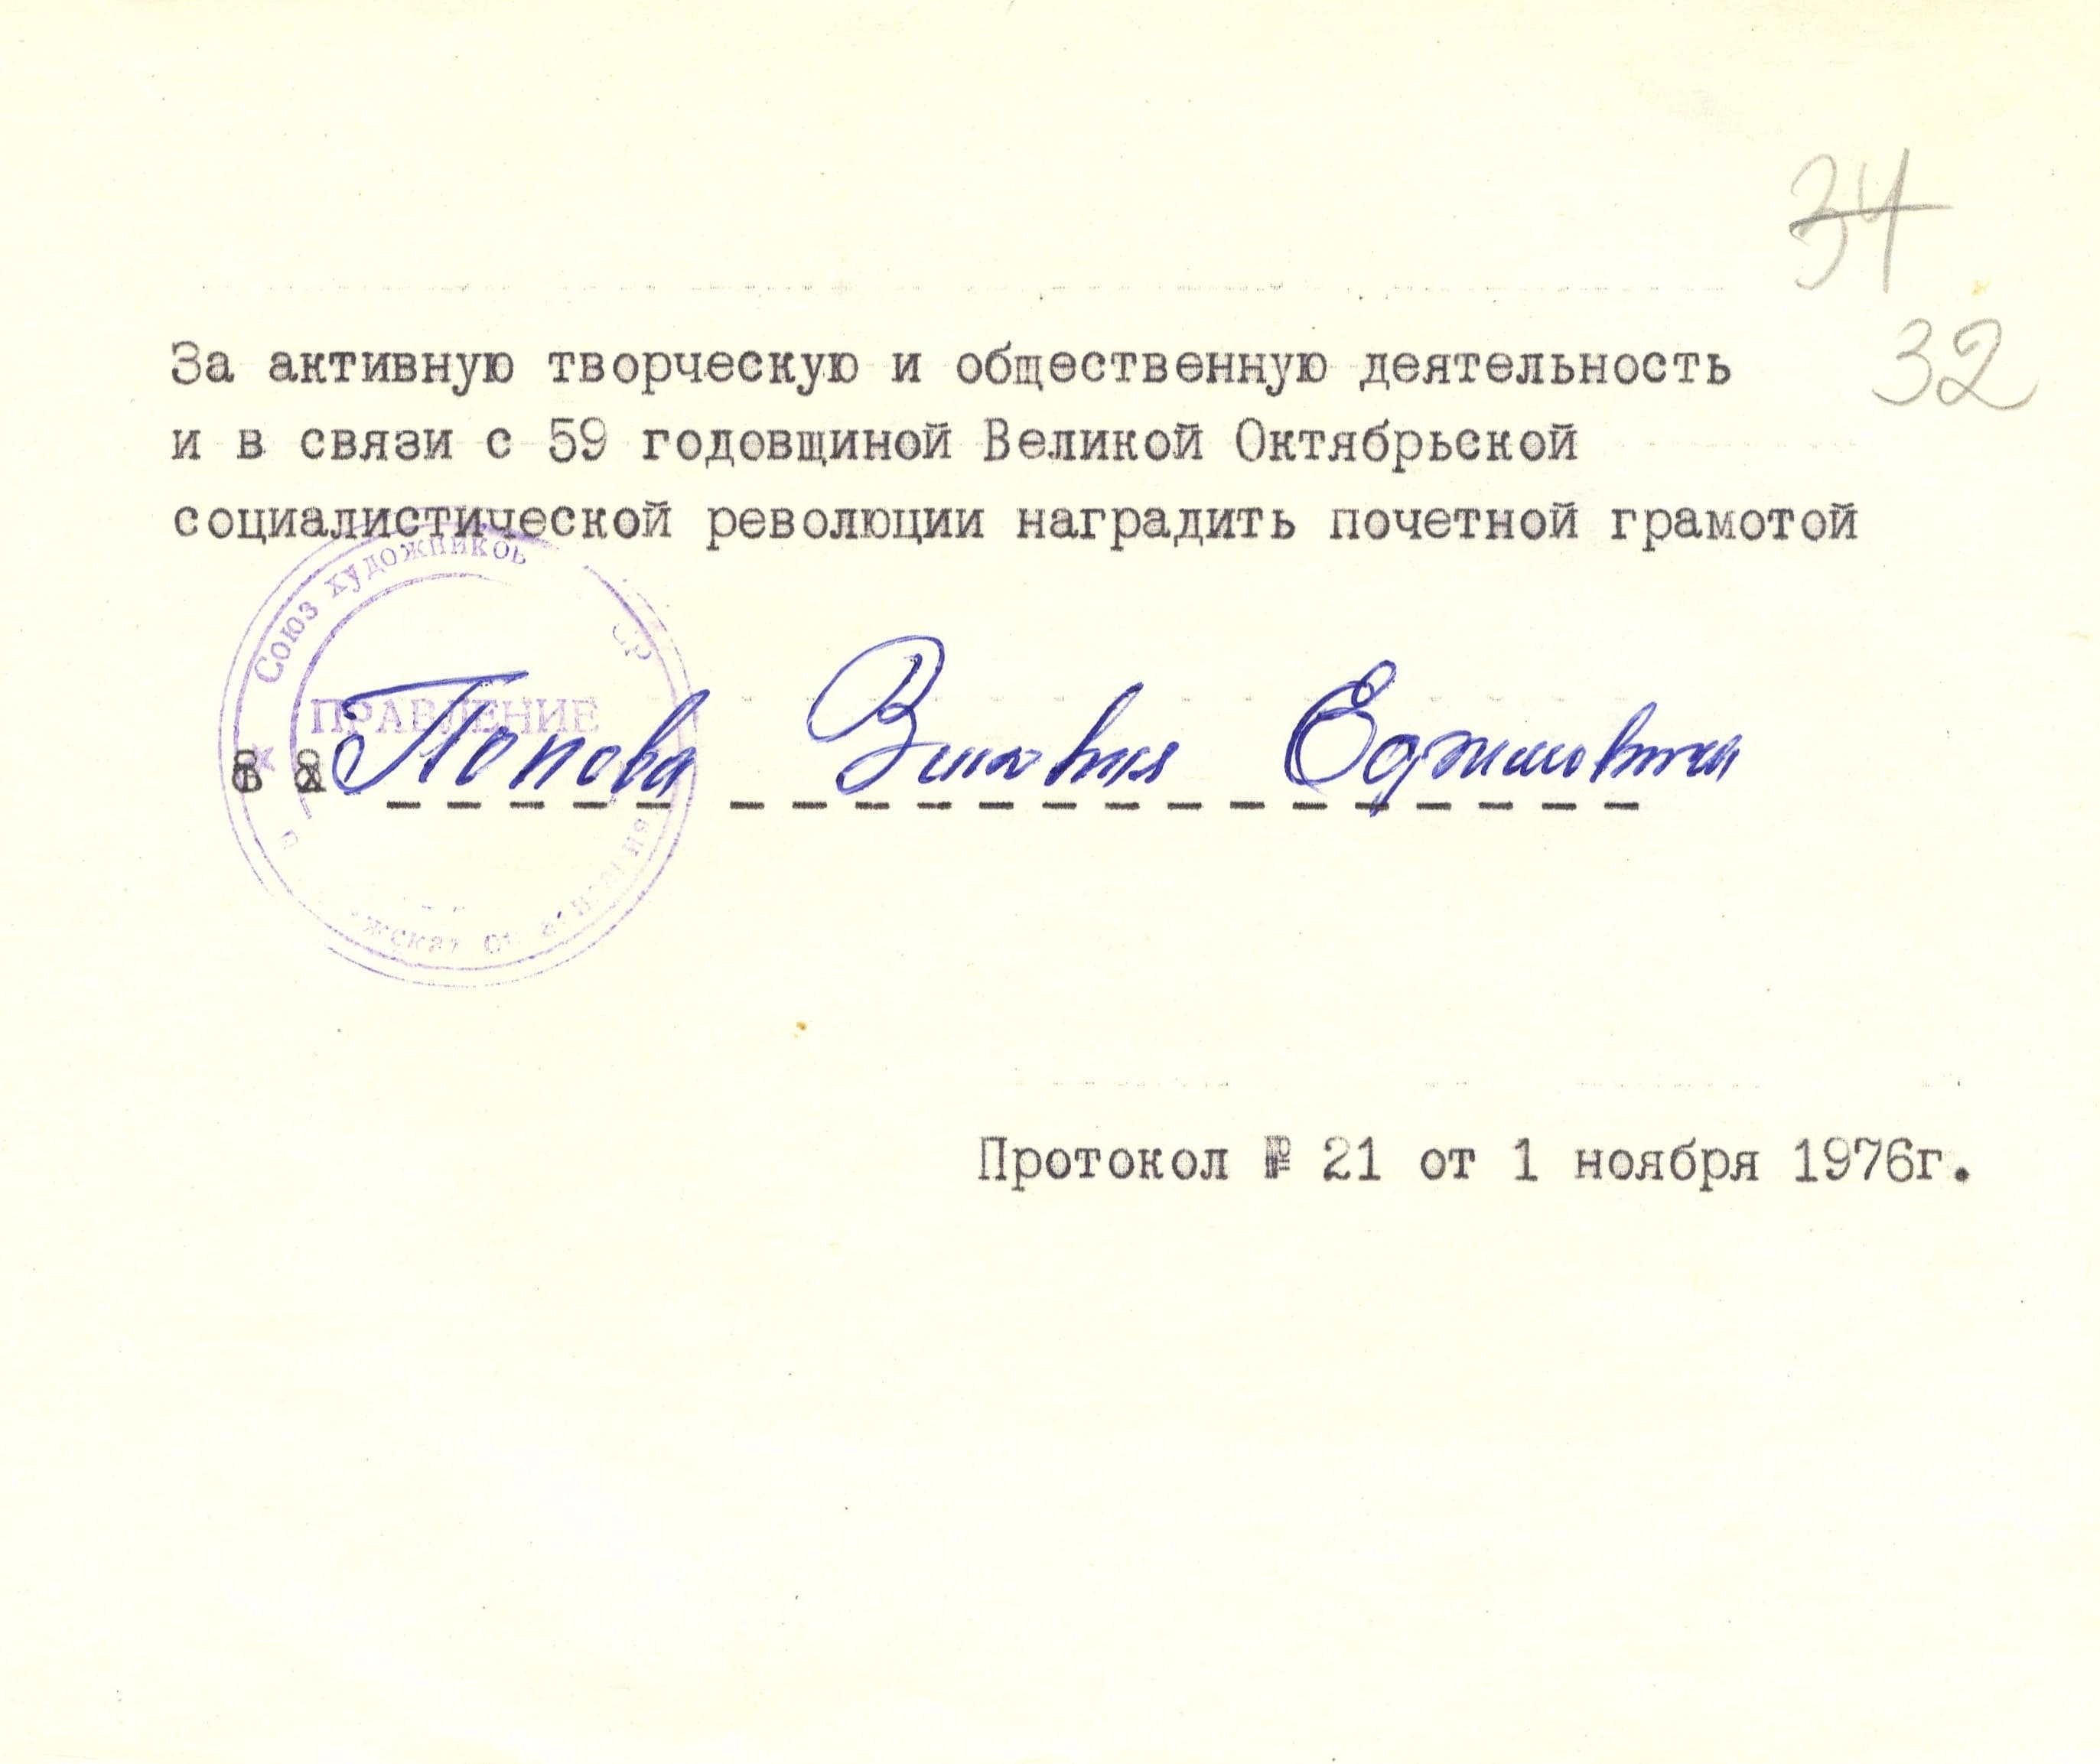 34
32
За активную творческую и общественную деятельность
и в связи с 59 годовщиной Великой Октябрьской
социалистической революции наградить почетной грамотой
Союз художников
ПРАВЛЕНИЕ
Попова
Протокол № 21 от 1 ноября 1976г.